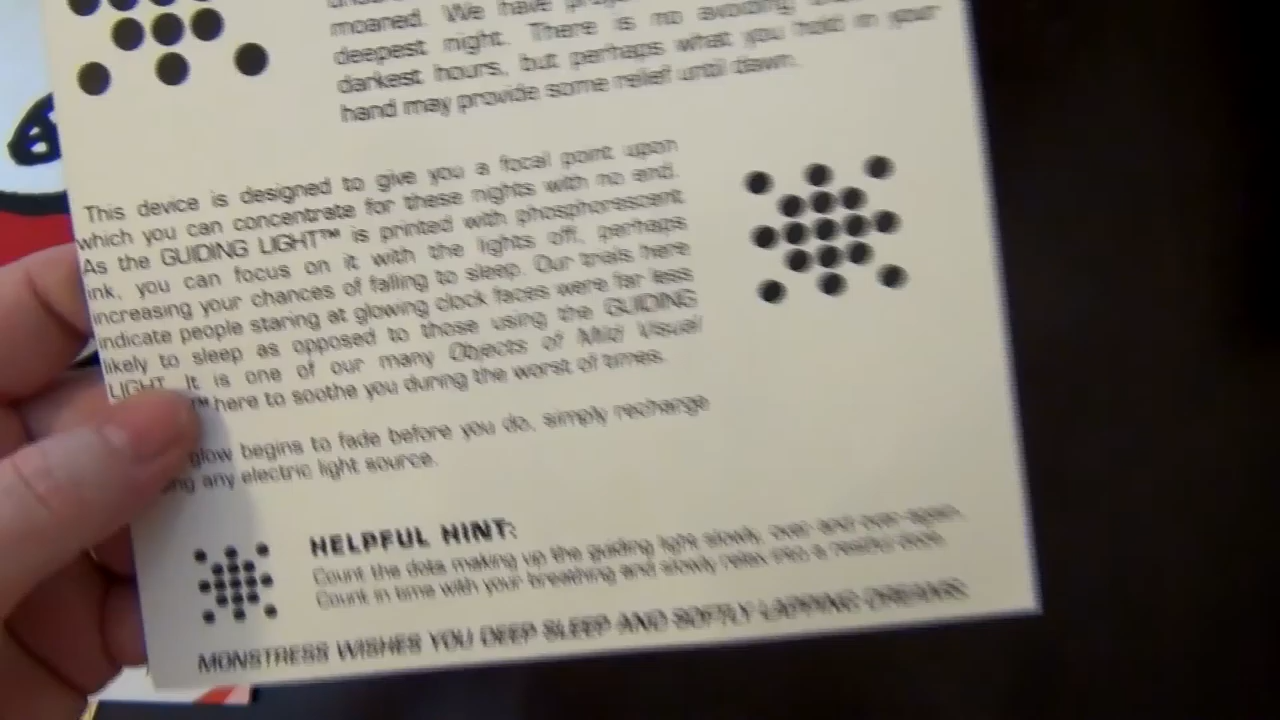 moaned. We have
deepest night. There is no avoiding
darkest hours, but perhaps what you hold in your
hand may provide some relief until dawn.
This device is designed to give you a focal point upon
which you can concentrate for these nights with no end.
As the GUIDING LIGHT™ is printed with phosphorescent
ink, you can focus on it with the lights off, perhaps
increasing your chances of falling to sleep. Our trials here
indicate people staring at glowing clock faces were far less
likely to sleep as opposed to those using the GUIDING
LIGHT. It is one of our many Objects of Mild Visual
™ here to soothe you during the worst of times.
glow begins to fade before you do, simply recharge
any electric light source.
HELPFUL HINT:
Count the dots making up the guiding light slowly, over and over again.
Count in time with your breathing and slowly relax into a restful
MONSTRESS WISHES YOU DEEP SLEEP AND SOFTLY LAPPING DREAMS.